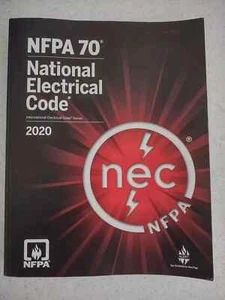 NFPA 70®
National
Electrical
Code®
International Electrical Code® Series
2020
nec®
NFPA
NFPA®